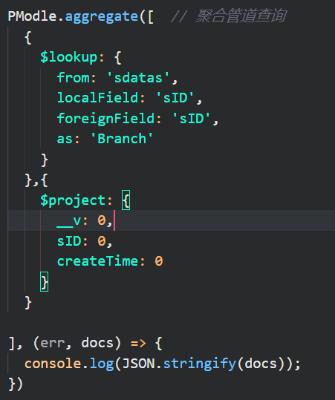 PModle.aggregate([  // 聚合管道查询
  {
    $lookup: {
      from: 'sdatas',
      localField: 'sID',
      foreignField: 'sID',
      as: 'Branch'
    }
  },{
    $project: {
      __v: 0,
      sID: 0,
      createTime: 0
    }
  }
], (err, docs) => {
  console.log(JSON.stringify(docs));
})